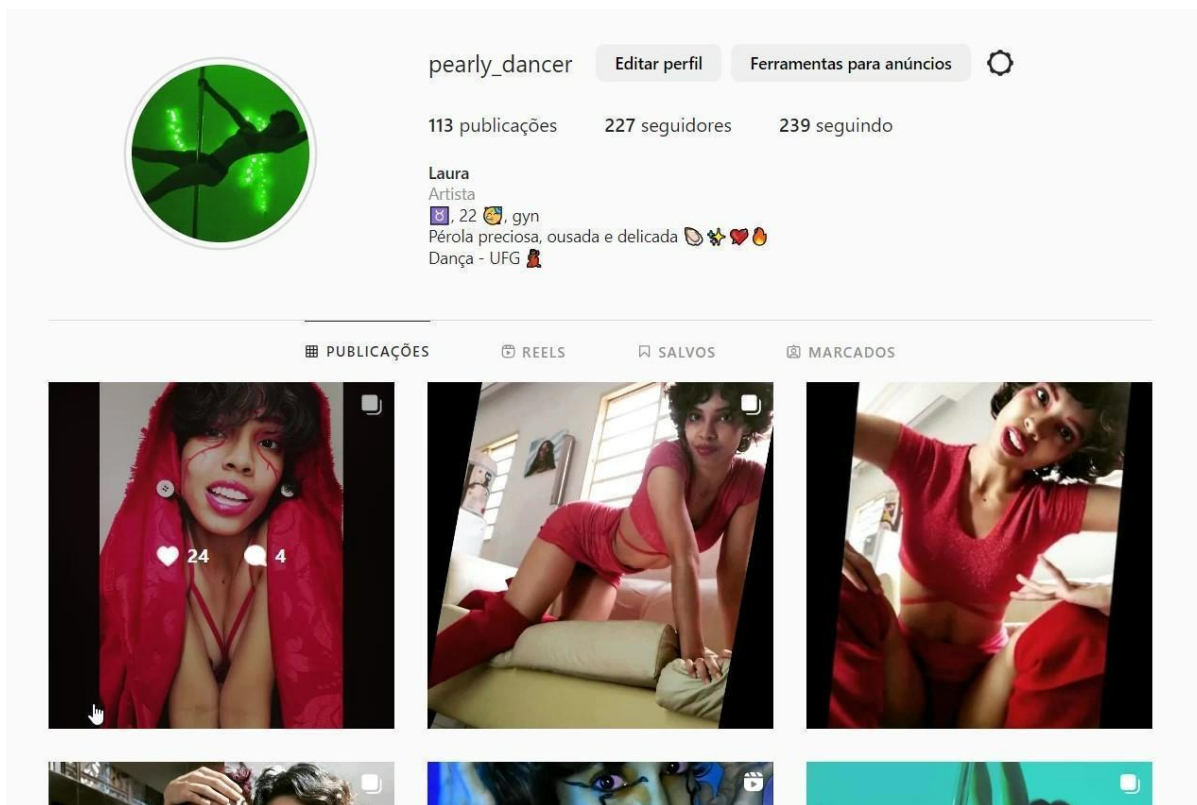 pearly_dancer Editar perfil Ferramentas para anúncios
113 publicações 227 seguidores 239 seguindo
Laura
Artista
♉, 22 🥳, gyn
Pérola preciosa, ousada e delicada 🦪✨❤️🔥
Dança - UFG 💃🏾
PUBLICAÇÕES REELS SALVOS MARCADOS
24 4